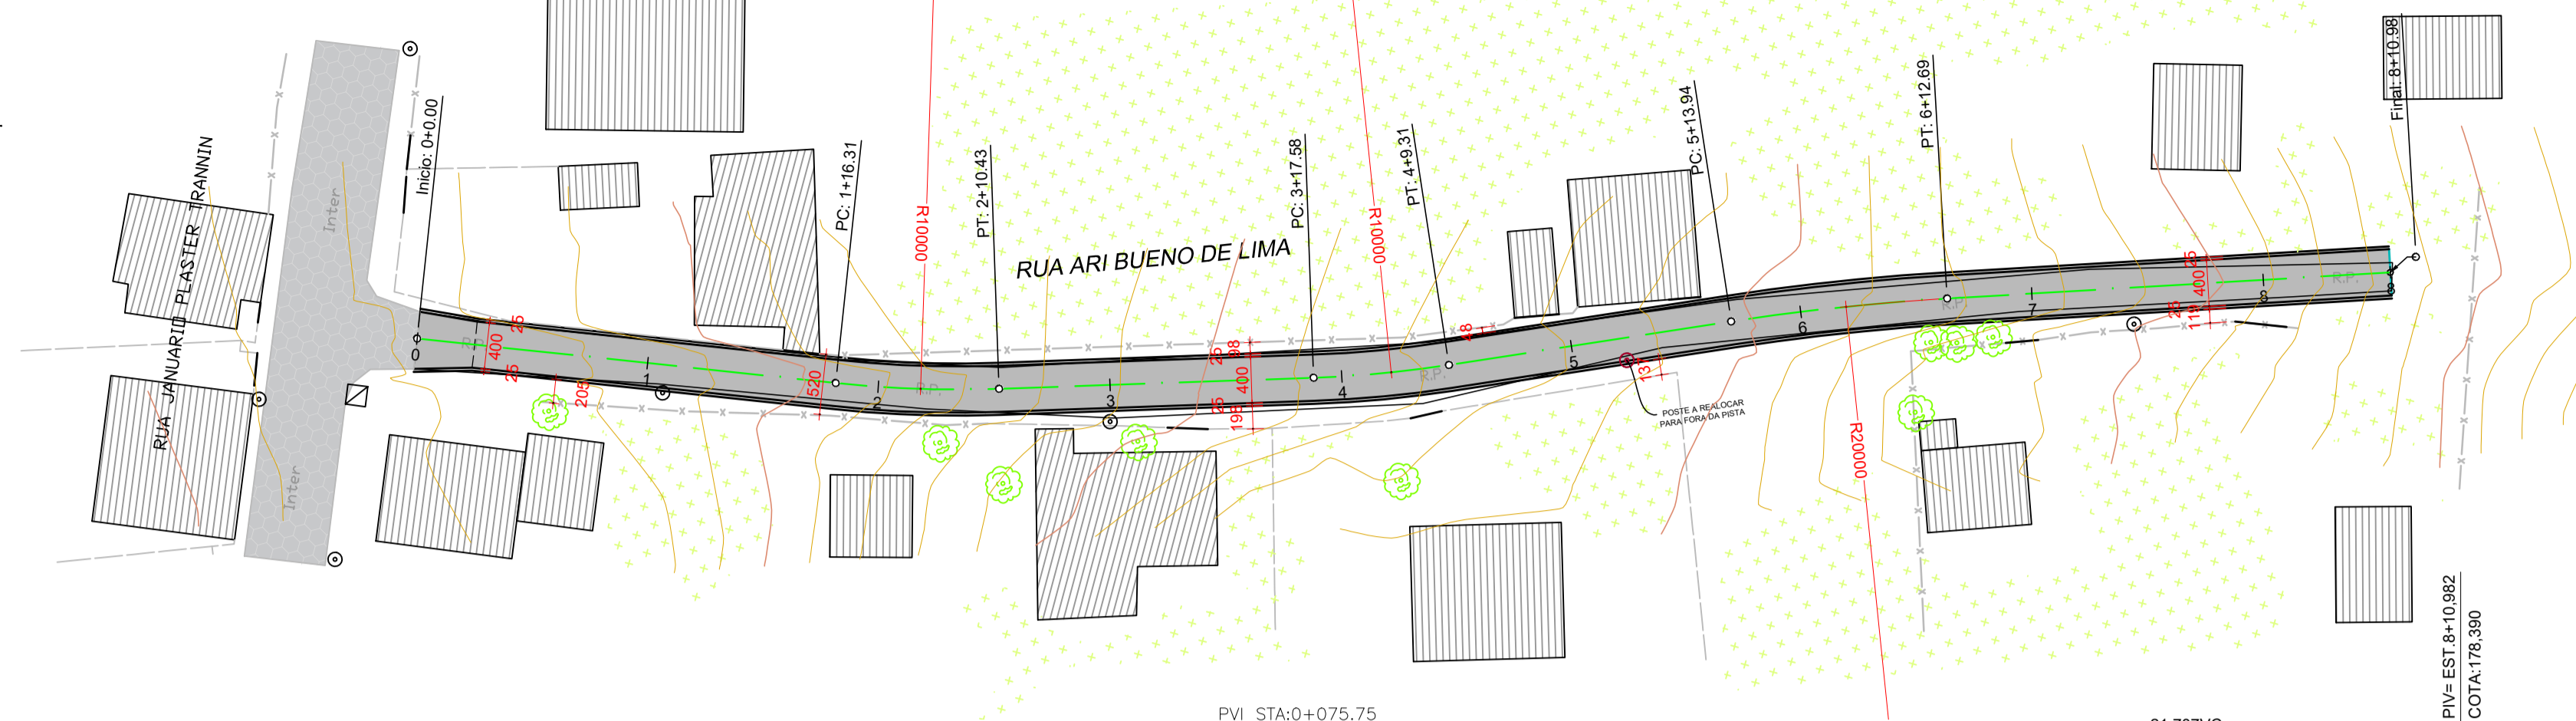 RUA JANUARIO PLASTER TRANNIN
Inter
Inter
Inicio: 0+0.00
PC: 1+16.31
R10000
PT: 2+10.43
RUA ARI BUENO DE LIMA
PC: 3+17.58
R10000
PT: 4+9.31
PC: 5+13.94
PT: 6+12.69
Final: 8+10.98
0
R.P.
25
400
25
205
1
520
2
R.P.
3
98
25
400
25
195
4
R.P.
48
5
137
POSTE A REALOCAR
PARA FORA DA PISTA
6
R20000
R.P.
7
25
400
25
119
8
R.P.
PIV= EST.8+10,982
COTA:178,390
PVI STA:0+075.75